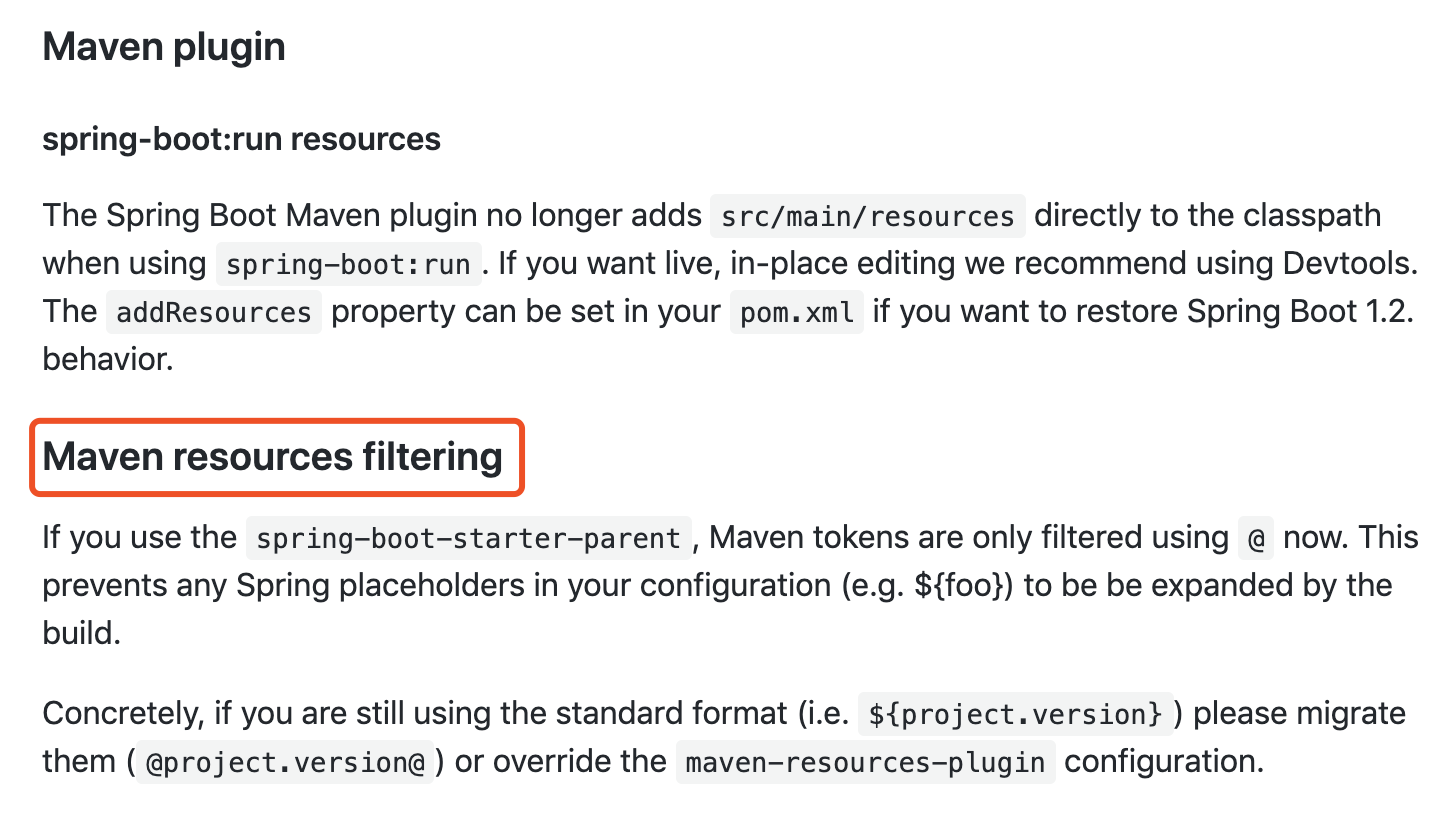 Maven plugin
spring-boot:run resources
The Spring Boot Maven plugin no longer adds src/main/resources directly to the classpath
when using spring-boot:run. If you want live, in-place editing we recommend using Devtools.
The addResources property can be set in your pom.xml if you want to restore Spring Boot 1.2.
behavior.
Maven resources filtering
If you use the spring-boot-starter-parent, Maven tokens are only filtered using @ now. This
prevents any Spring placeholders in your configuration (e.g. ${foo}) to be be expanded by the
build.
Concretely, if you are still using the standard format (i.e. ${project.version}) please migrate
them (@project.version@) or override the maven-resources-plugin configuration.